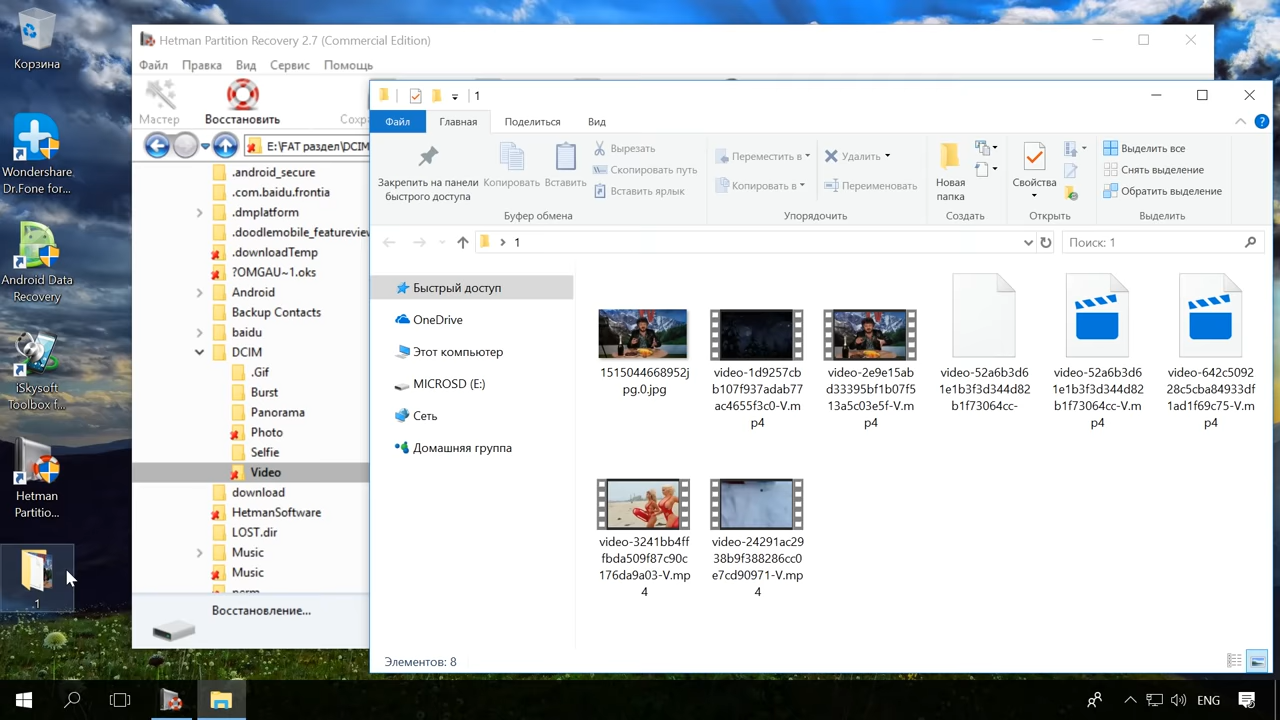 Корзина
Wondershare
Dr.Fone for...
Android Data
Recovery
iSkysoft
Toolbox f...
Hetman
Partitio...
1
Hetman Partition Recovery 2.7 (Commercial Edition)
Файл Правка Вид Сервис Помощь
Мастер Восстановить
E:\FAT раздел\DCIM
.android_secure
.com.baidu.frontia
.dmplatform
.doodlemobile_featureview
.downloadTemp
?OMGAU~1.oks
Android
Backup Contacts
baidu
DCIM
.Gif
Burst
Panorama
Photo
Selfie
Video
download
HetmanSoftware
LOST.dir
Music
Music
Восстановление...
1
Файл Главная Поделиться Вид
Закрепить на панели
быстрого доступа
Копировать
Вставить
Вырезать
Скопировать путь
Вставить ярлык
Буфер обмена
Переместить в
Копировать в
Удалить
Переименовать
Упорядочить
Новая
папка
Создать
Свойства
Открыть
Выделить все
Снять выделение
Обратить выделение
Выделить
1
Поиск: 1
Быстрый доступ
OneDrive
Этот компьютер
MICROSD (E:)
Сеть
Домашняя группа
1515044668952j
pg.0.jpg
video-1d9257cb
b107f937adab77
ac4655f3c0-V.m
p4
video-2e9e15ab
d33395bf1b07f5
13a5c03e5f-V.m
p4
video-52a6b3d6
1e1b3f3d344d82
b1f73064cc-
video-52a6b3d6
1e1b3f3d344d82
b1f73064cc-V.m
p4
video-642c5092
28c5cba84933df
1ad1f69c75-V.m
p4
video-3241bb4ff
fbda509f87c90c
176da9a03-V.mp
4
video-24291ac29
38b9f388286cc0
e7cd90971-V.mp
4
Элементов: 8
ENG